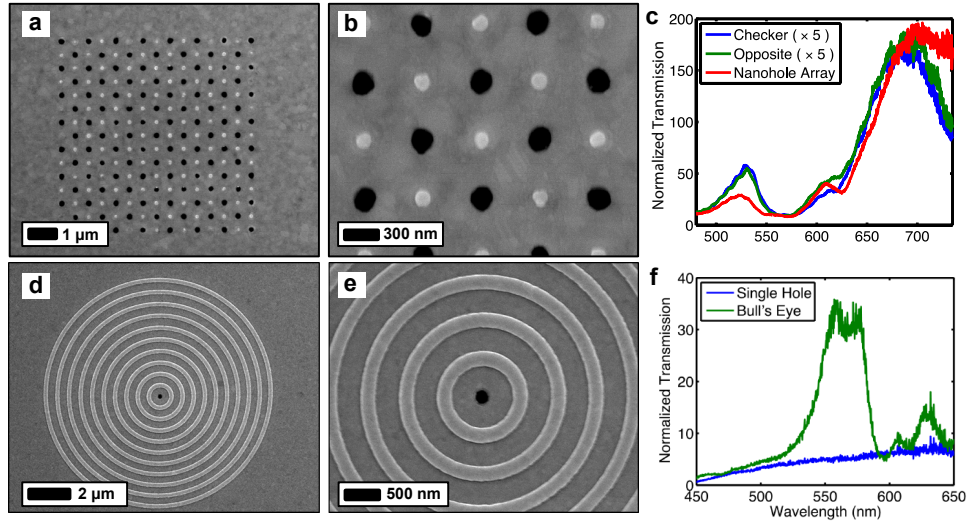 a
1 µm
b
300 nm
c
Normalized Transmission
200
150
100
50
0
500 550 600 650 700
Checker ( × 5 )
Opposite ( × 5 )
Nanohole Array
d
2 µm
e
500 nm
f
Normalized Transmission
40
30
20
10
0
450 500 550 600 650
Wavelength (nm)
Single Hole
Bull's Eye